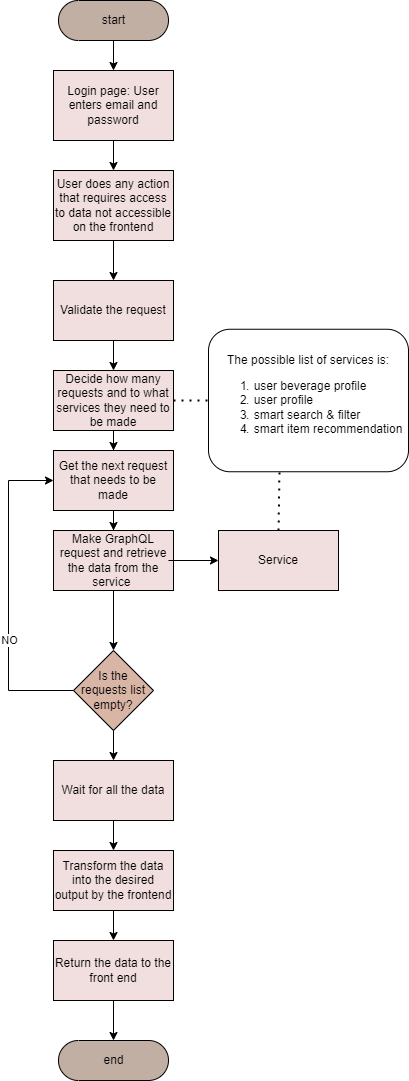 start
Login page: User
enters email and
password
User does any action
that requires access
to data not accessible
on the frontend
Validate the request
The possible list of services is:
1. user beverage profile
2. user profile
3. smart search & filter
4. smart item recommendation
Decide how many
requests and to what
services they need to
be made
Get the next request
that needs to be
made
Make GraphQL
request and retrieve
the data from the
service
Service
NO
Is the
requests list
empty?
Wait for all the data
Transform the data
into the desired
output by the frontend
Return the data to the
front end
end